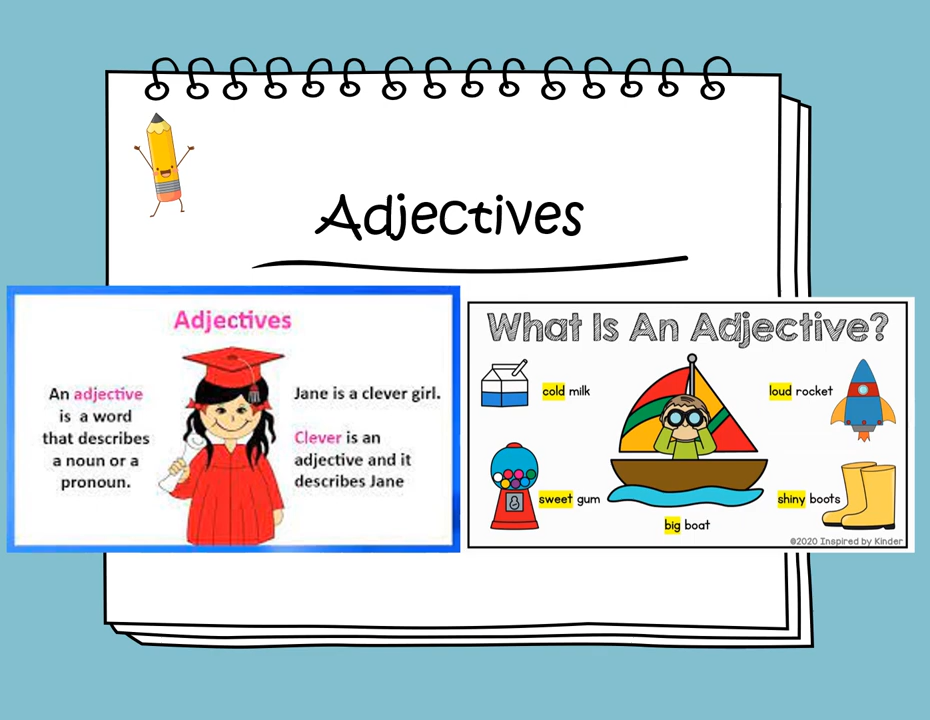 Adjectives
Adjectives
An adjective
is a word
that describes
a noun or a
pronoun.
Jane is a clever girl.
Clever is an
adjective and it
describes Jane
What Is An Adjective?
cold milk
loud rocket
sweet gum
shiny boots
big boat
©2020 Inspired by Kinder